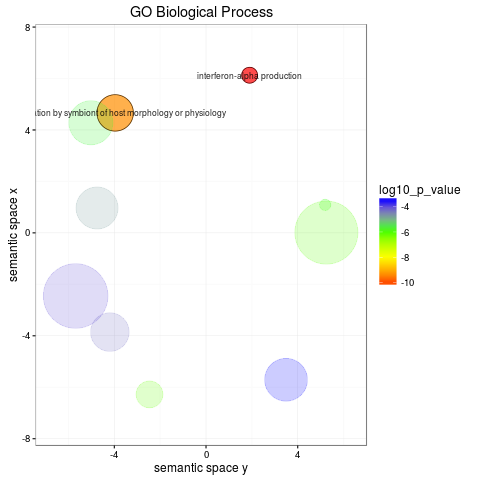 GO Biological Process
8
interferon-alpha production
tion by symbiont of host morphology or physiology
4
0
-4
-8
-4
0
4
semantic space y
semantic space x
log10_p_value
-4
-6
-8
-10